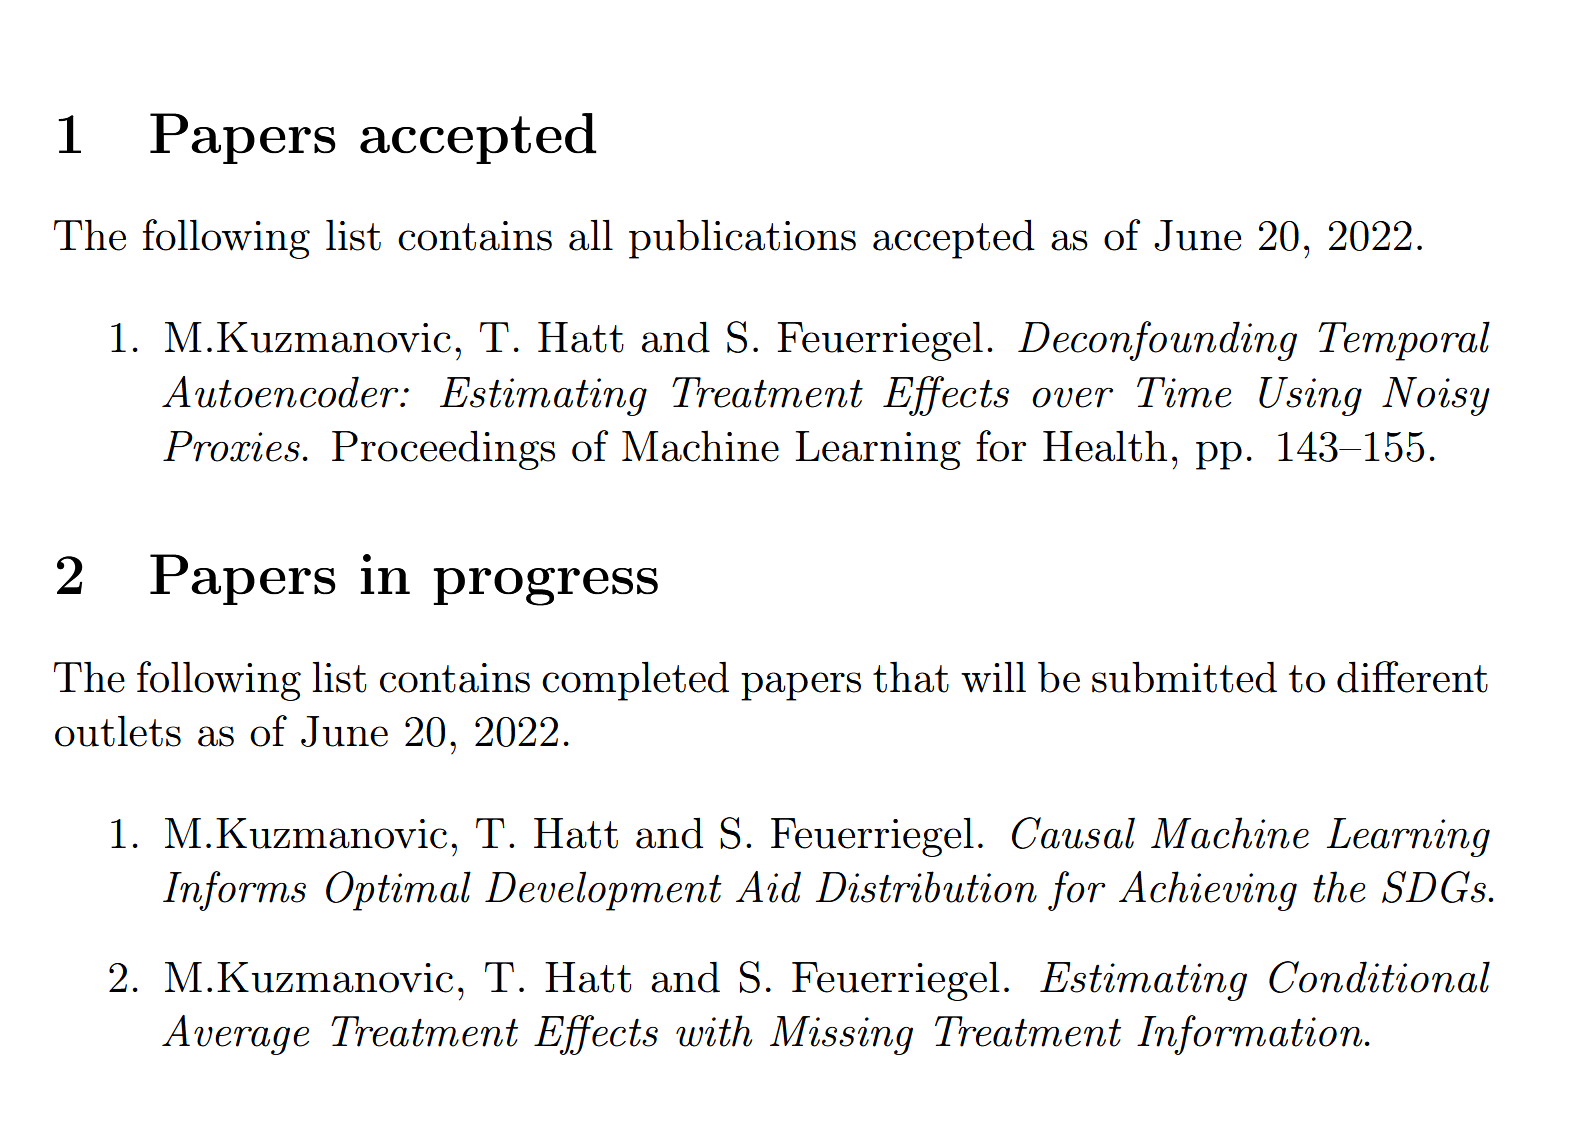 1 Papers accepted
The following list contains all publications accepted as of June 20, 2022.
1. M.Kuzmanovic, T. Hatt and S. Feuerriegel. Deconfounding Temporal
Autoencoder: Estimating Treatment Effects over Time Using Noisy
Proxies. Proceedings of Machine Learning for Health, pp. 143–155.
2 Papers in progress
The following list contains completed papers that will be submitted to different
outlets as of June 20, 2022.
1. M.Kuzmanovic, T. Hatt and S. Feuerriegel. Causal Machine Learning
Informs Optimal Development Aid Distribution for Achieving the SDGs.
2. M.Kuzmanovic, T. Hatt and S. Feuerriegel. Estimating Conditional
Average Treatment Effects with Missing Treatment Information.